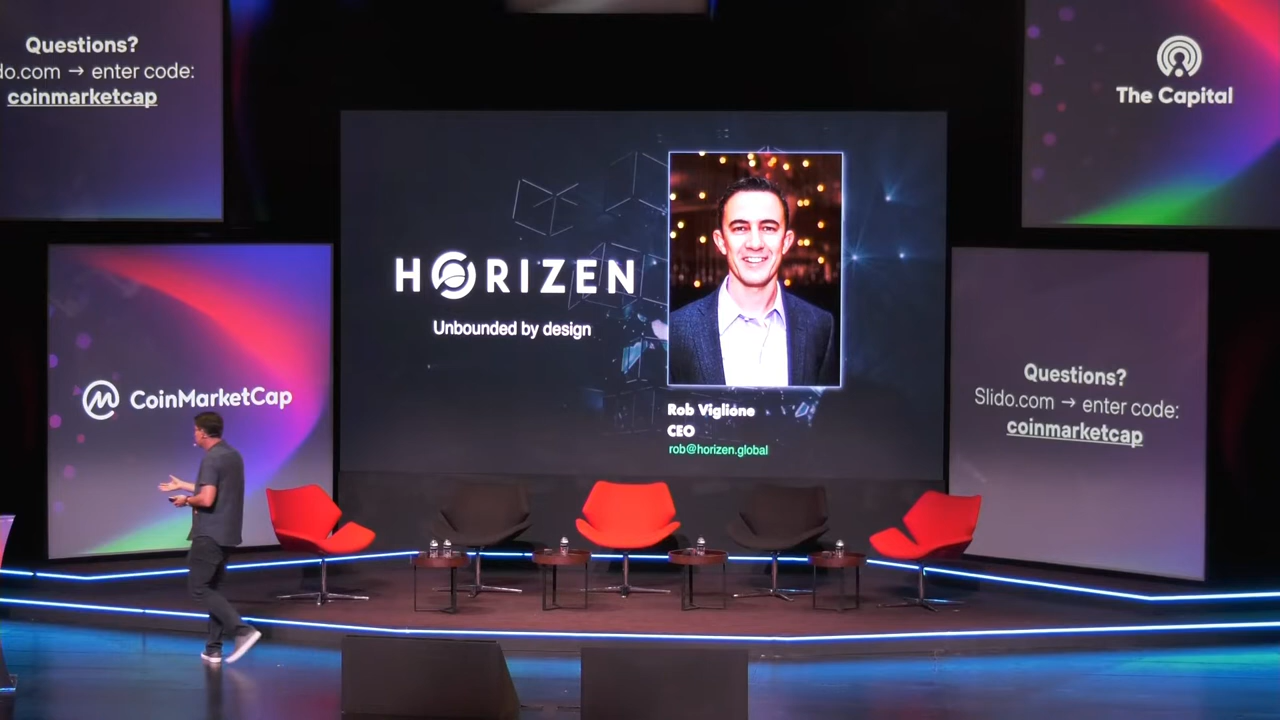 Questions?
do.com → enter code:
coinmarketcap
The Capital
HORIZEN
Unbounded by design
Rob Viglione
CEO
rob@horizen.global
CoinMarketCap
Questions?
Slido.com → enter code:
coinmarketcap